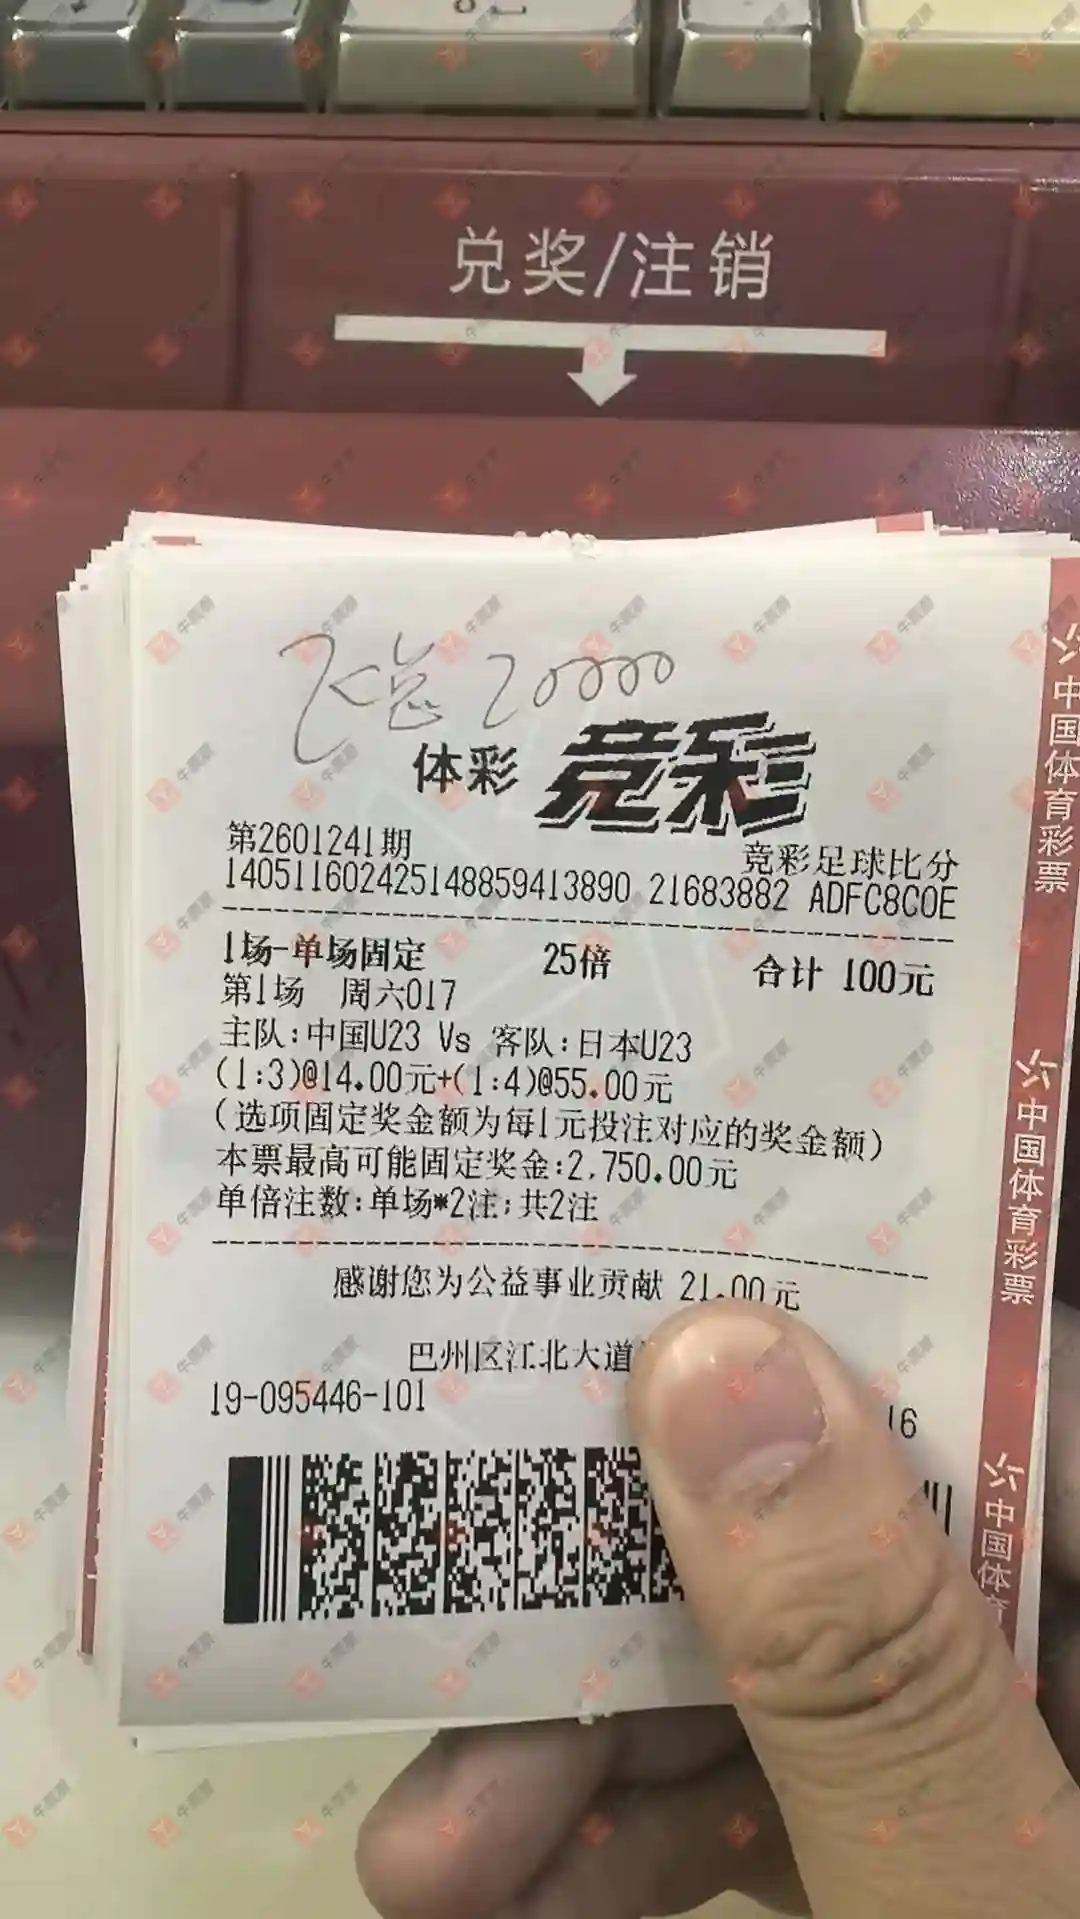 兑奖/注销
飞总 20000
体彩 竞彩
第2601241期
竞彩足球比分
140511602425148859413890 21683882 ADFC8C0E
1场-单场固定 25倍 合计 100元
第1场 周六017
主队:中国U23 Vs 客队:日本U23
(1:3)@14.00元+(1:4)@55.00元
(选项固定奖金额为每1元投注对应的奖金额)
本票最高可能固定奖金:2,750.00元
单倍注数:单场*2注;共2注
感谢您为公益事业贡献 21.00元
巴州区江北大道
19-095446-101
16
中国体育彩票
中国体育彩票
中国体育